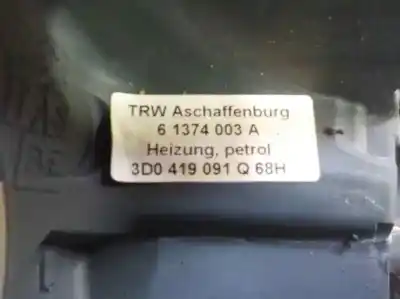 TRW Aschaffenburg
6 1374 003 A
Heizung, petrol
3D0 419 091 Q 68H